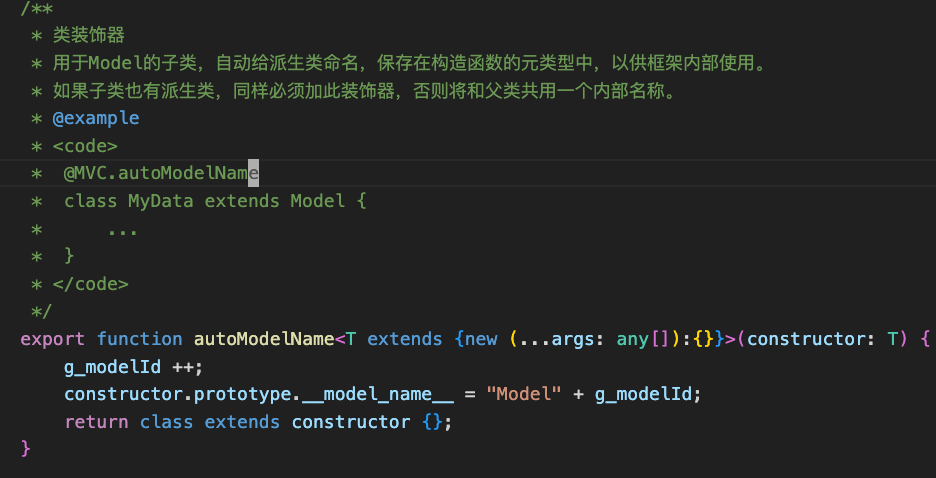 /**
 * 类装饰器
 * 用于Model的子类，自动给派生类命名，保存在构造函数的元类型中，以供框架内部使用。
 * 如果子类也有派生类，同样必须加此装饰器，否则将和父类共用一个内部名称。
 * @example
 * <code>
 *  @MVC.autoModelName
 *  class MyData extends Model {
 *      ...
 *  }
 * </code>
 */
export function autoModelName<T extends {new (...args: any[]):{}}>(constructor: T) {
    g_modelId ++;
    constructor.prototype.__model_name__ = "Model" + g_modelId;
    return class extends constructor {};
}